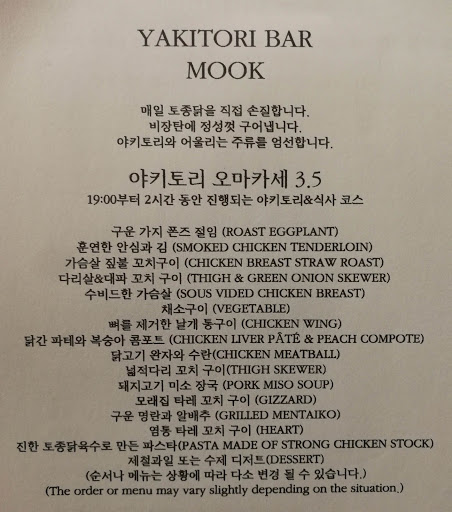 YAKITORI BAR
MOOK
매일 토종닭을 직접 손질합니다.
비장탄에 정성껏 구어냅니다.
야키토리와 어울리는 주류를 엄선합니다.
야키토리 오마카세 3.5
19:00부터 2시간 동안 진행되는 야키토리&식사 코스
구운 가지 폰즈 절임 (ROAST EGGPLANT)
훈연한 안심과 김 (SMOKED CHICKEN TENDERLOIN)
가슴살 짚불 꼬치구이 (CHICKEN BREAST STRAW ROAST)
다리살&대파 꼬치 구이 (THIGH & GREEN ONION SKEWER)
수비드한 가슴살 (SOUS VIDED CHICKEN BREAST)
채소구이 (VEGETABLE)
뼈를 제거한 날개 통구이 (CHICKEN WING)
닭간 파테와 복숭아 콤포트 (CHICKEN LIVER PÂTÉ & PEACH COMPOTE)
닭고기 완자와 수란(CHICKEN MEATBALL)
넓적다리 꼬치 구이(THIGH SKEWER)
돼지고기 미소 장국 (PORK MISO SOUP)
모래집 타레 꼬치 구이 (GIZZARD)
구운 명란과 알배추 (GRILLED MENTAIKO)
염통 타레 꼬치 구이 (HEART)
진한 토종닭육수로 만든 파스타(PASTA MADE OF STRONG CHICKEN STOCK)
제철과일 또는 수제 디저트(DESSERT)
(순서나 메뉴는 상황에 따라 다소 변경 될 수 있습니다.)
(The order or menu may vary slightly depending on the situation.)